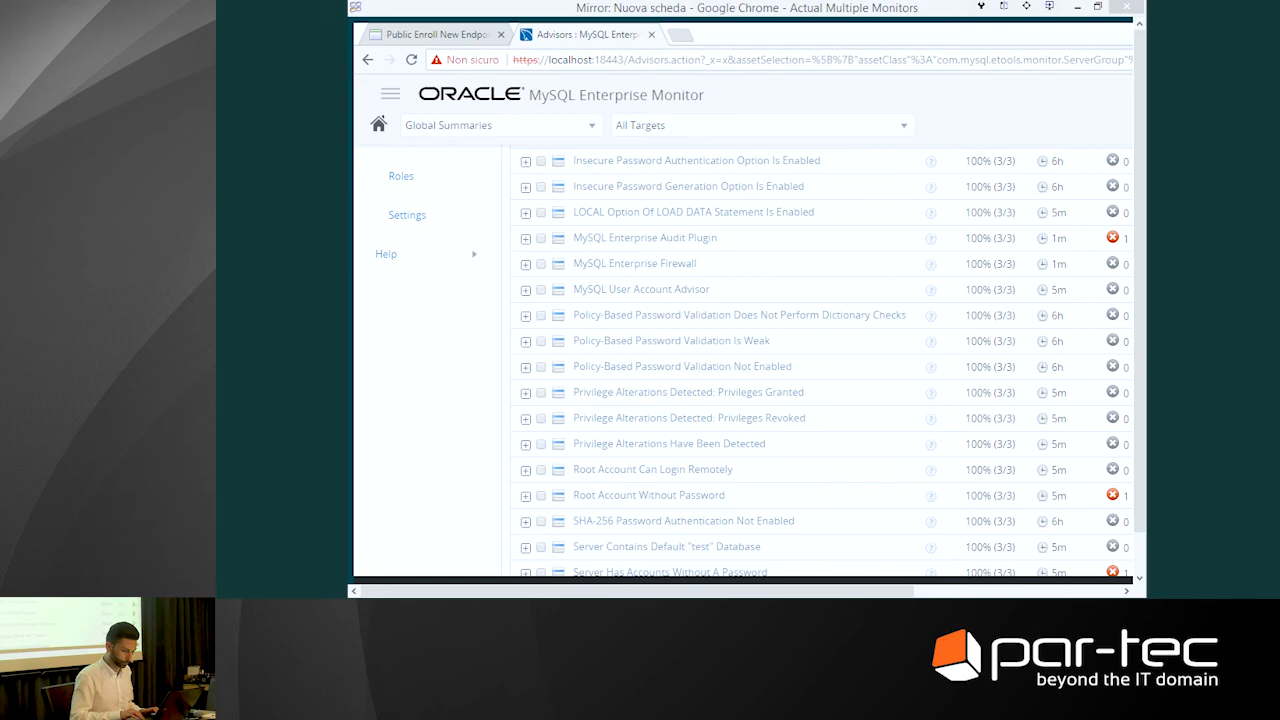 Mirror: Nuova scheda - Google Chrome - Actual Multiple Monitors
Public Enroll New Endpo
Advisors : MySQL Enterp
Non sicuro
https://localhost:18443/Advisors.action?_x=x&assetSelection=%5B%7B"assetClass"%3A"com.mysql.etools.monitor.ServerGroup"%
ORACLE MySQL Enterprise Monitor
Global Summaries
All Targets
Roles
Settings
Help
Insecure Password Authentication Option Is Enabled 100% (3/3) 6h 0
Insecure Password Generation Option Is Enabled 100% (3/3) 6h 0
LOCAL Option Of LOAD DATA Statement Is Enabled 100% (3/3) 5m 0
MySQL Enterprise Audit Plugin 100% (3/3) 1m 1
MySQL Enterprise Firewall 100% (3/3) 1m 0
MySQL User Account Advisor 100% (3/3) 5m 0
Policy-Based Password Validation Does Not Perform Dictionary Checks 100% (3/3) 6h 0
Policy-Based Password Validation Is Weak 100% (3/3) 6h 0
Policy-Based Password Validation Not Enabled 100% (3/3) 6h 0
Privilege Alterations Detected: Privileges Granted 100% (3/3) 5m 0
Privilege Alterations Detected: Privileges Revoked 100% (3/3) 5m 0
Privilege Alterations Have Been Detected 100% (3/3) 5m 0
Root Account Can Login Remotely 100% (3/3) 5m 0
Root Account Without Password 100% (3/3) 5m 1
SHA-256 Password Authentication Not Enabled 100% (3/3) 6h 0
Server Contains Default "test" Database 100% (3/3) 5m 0
Server Has Accounts Without A Password 100% (3/3) 5m 1
par-tec
beyond the IT domain